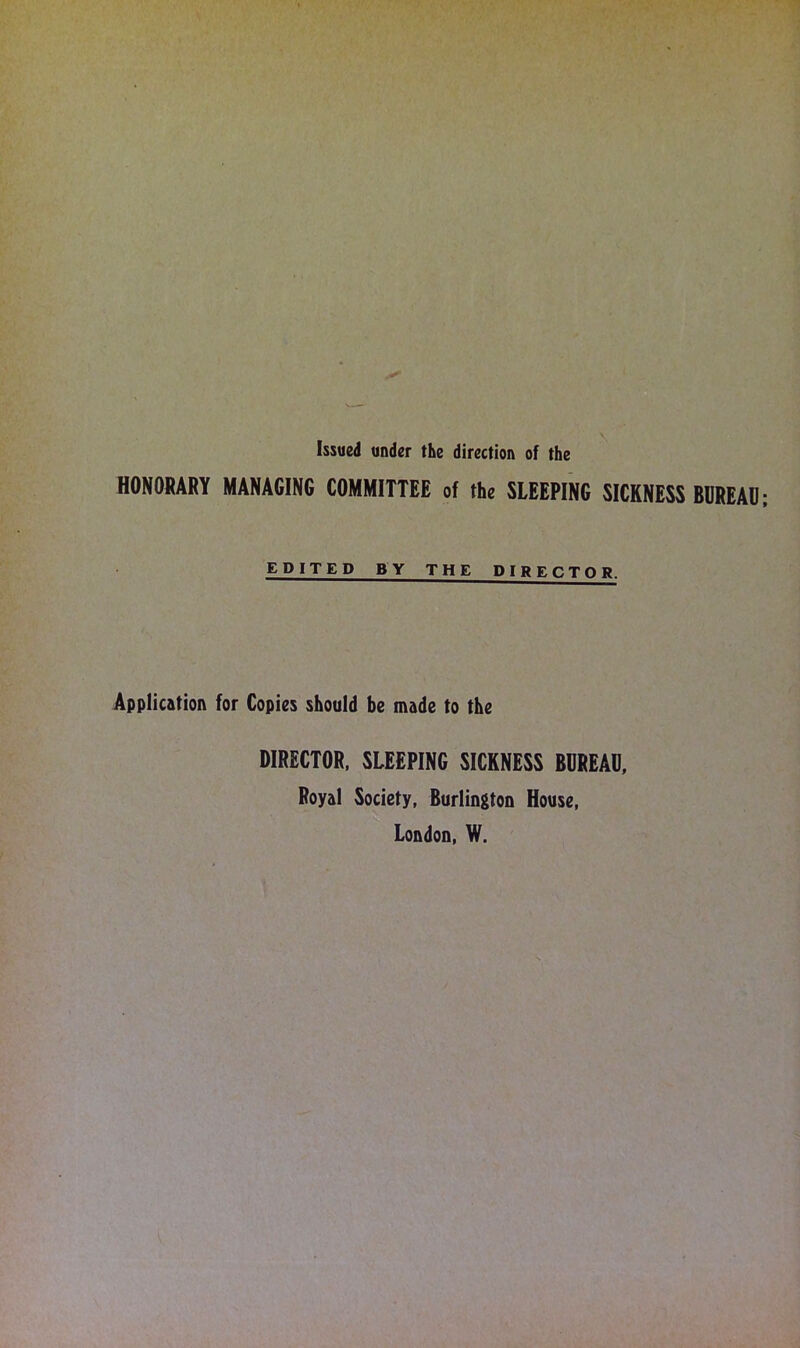 Issued under the direction of the
HONORARY MANAGING COMMITTEE of the SLEEPING SICKNESS BUREAU;
EDITED BY THE DIRECTOR.
Application for Copies should be made to the
DIRECTOR, SLEEPING SICKNESS BUREAU,
Royal Society, Burlington House,
London, W.